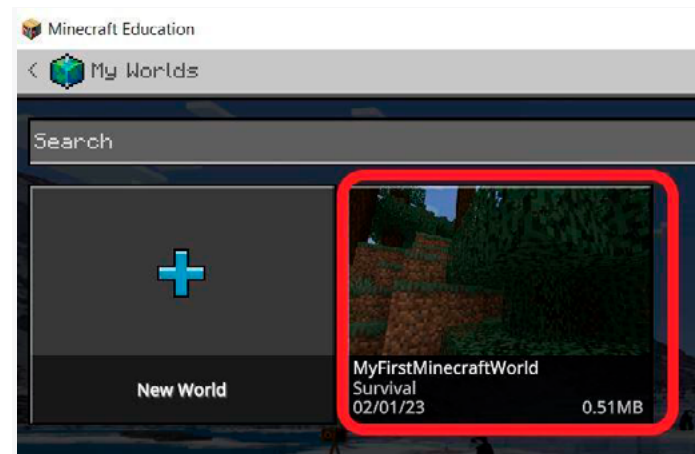 Minecraft Education
< My Worlds
Search
New World
MyFirstMinecraftWorld
Survival
02/01/23 0.51MB